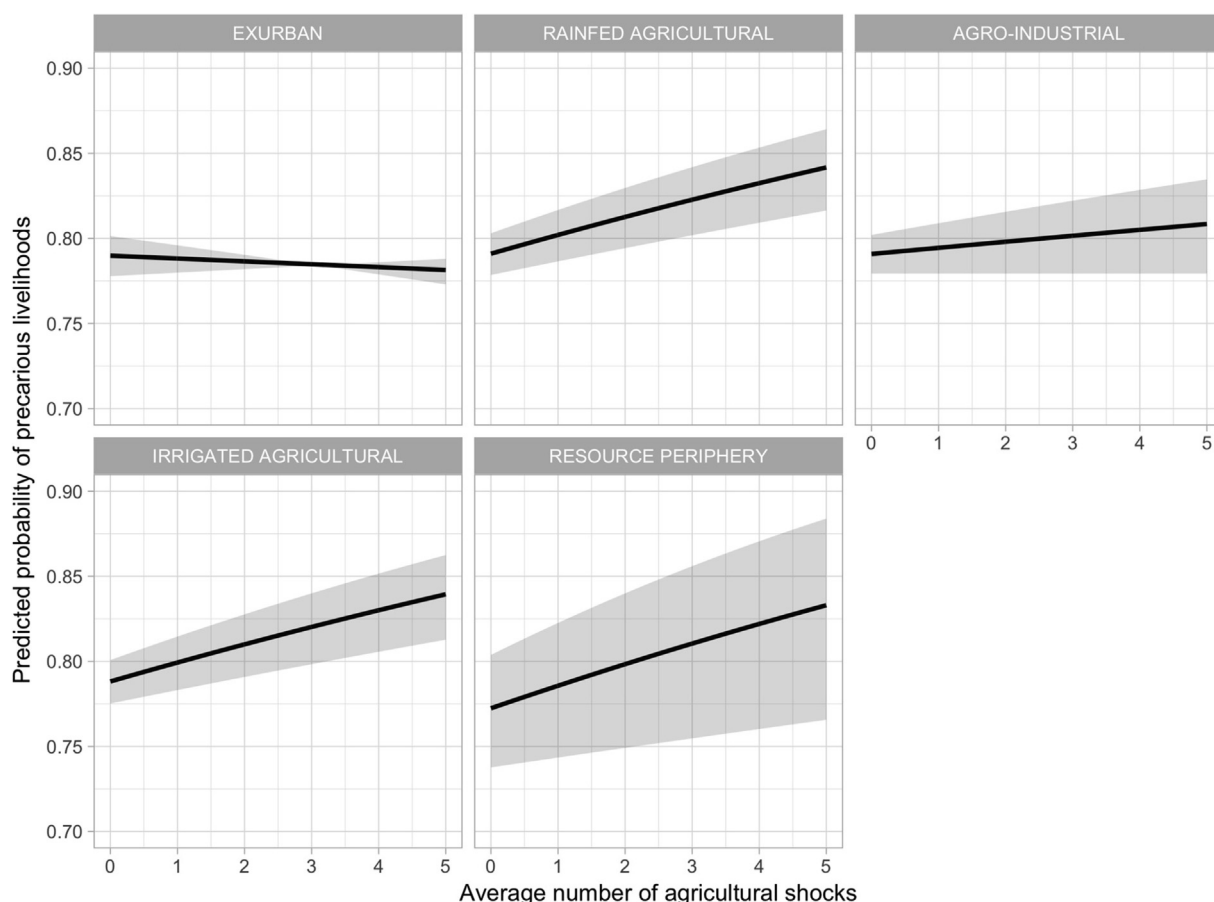 EXURBAN
RAINFED AGRICULTURAL
AGRO-INDUSTRIAL
0.90
0.85
0.80
0.75
0.70
0 1 2 3 4 5
IRRIGATED AGRICULTURAL
RESOURCE PERIPHERY
0.90
0.85
0.80
0.75
0.70
0 1 2 3 4 5
0 1 2 3 4 5
Predicted probability of precarious livelihoods
Average number of agricultural shocks